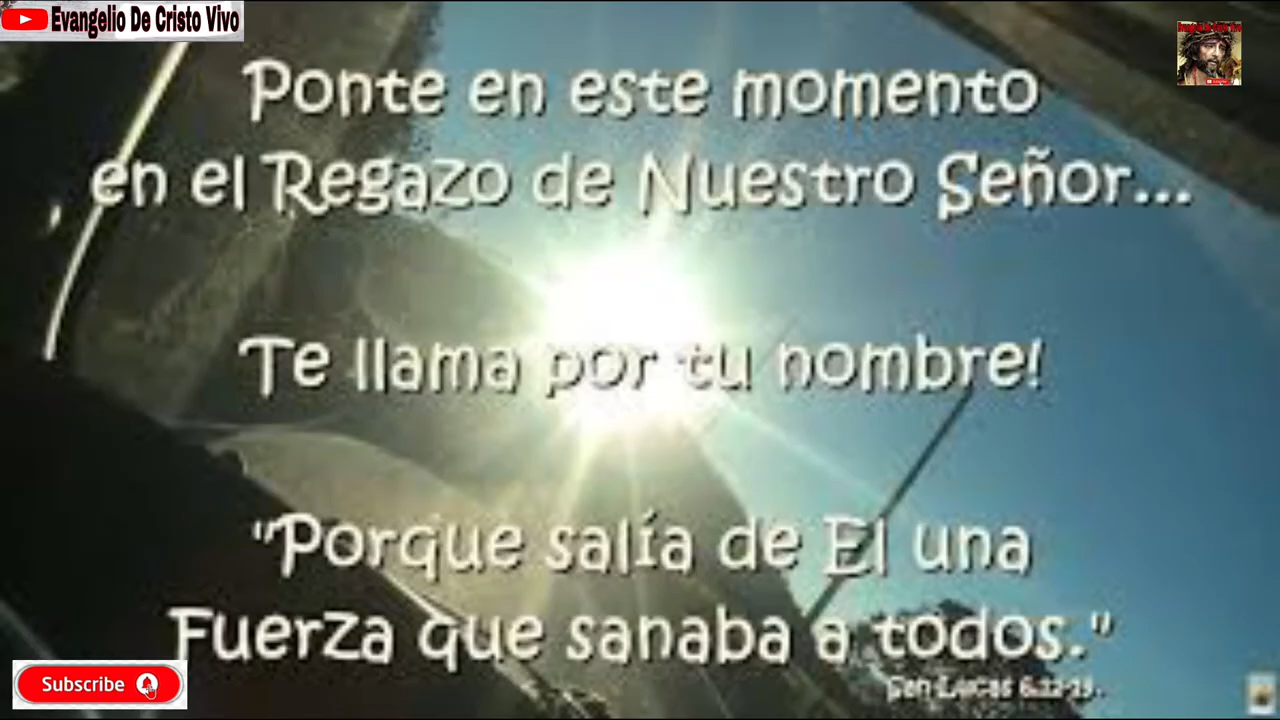 Evangelio De Cristo Vivo
Ponte en este momento
en el Regazo de Nuestro Señor...
Te llama por tu nombre!
"Porque salía de El una
Fuerza que sanaba a todos."
San Lucas
Subscribe